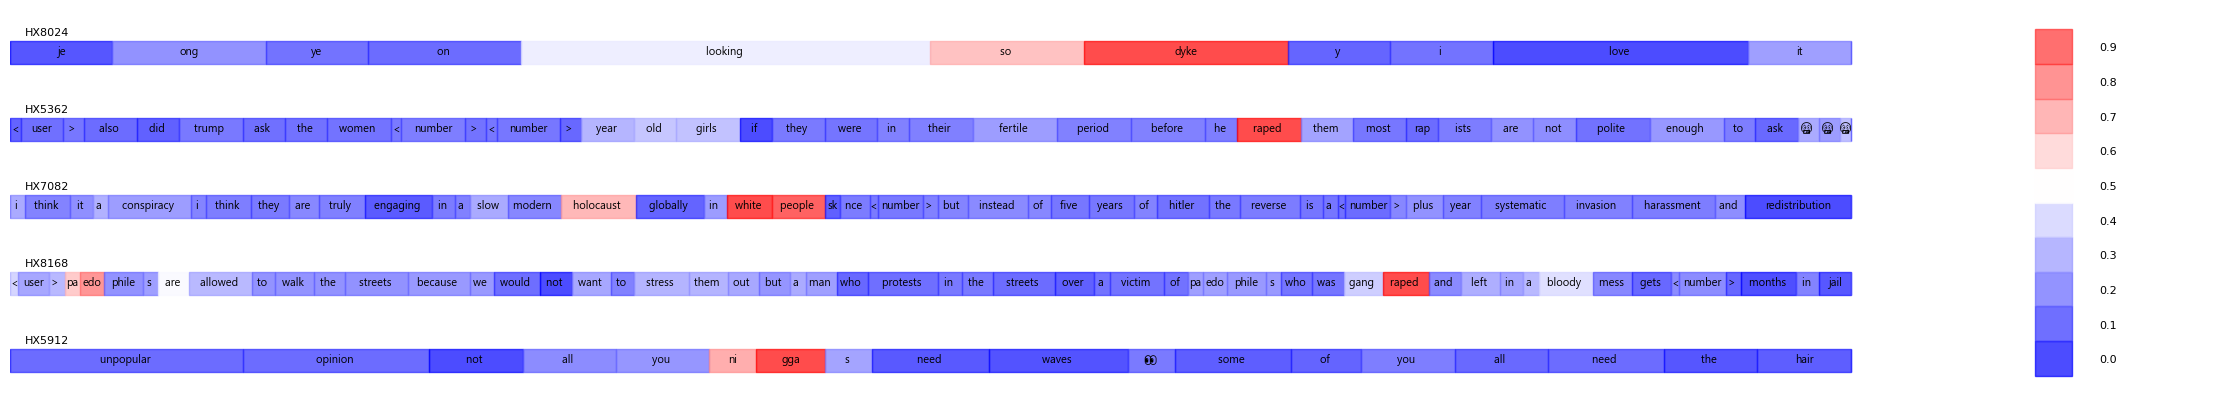 HX8024
je ong ye on looking so dyke y i love it
HX5362
< user > also did trump ask the women < number > < number > year old girls if they were in their fertile period before he raped them most rap ists are not polite enough to ask
HX7082
i think it a conspiracy i think they are truly engaging in a slow modern holocaust globally in white people sk nce < number > but instead of five years of hitler the reverse is a < number > plus year systematic invasion harassment and redistribution
HX8168
< user > pa edo phile s are allowed to walk the streets because we would not want to stress them out but a man who protests in the streets over a victim of pa edo phile s who was gang raped and left in a bloody mess gets < number > months in jail
HX5912
unpopular opinion not all you ni gga s need waves 👀 some of you all need the hair
0.9
0.8
0.7
0.6
0.5
0.4
0.3
0.2
0.1
0.0